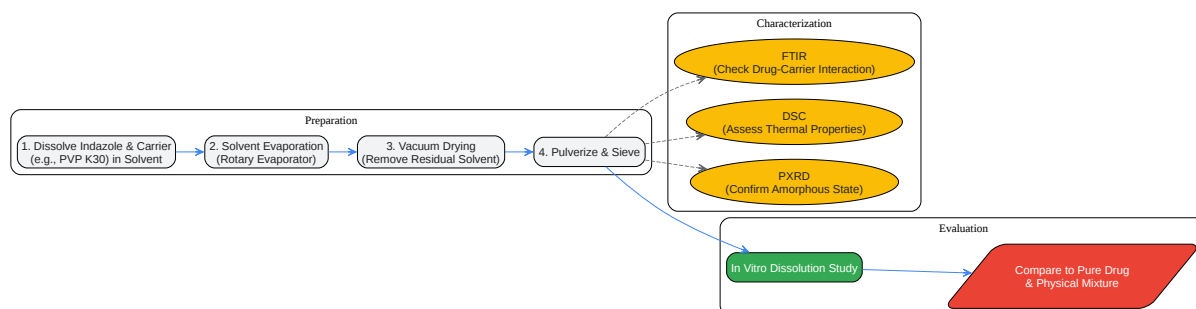 Preparation
1. Dissolve Indazole & Carrier
(e.g., PVP K30) in Solvent
2. Solvent Evaporation
(Rotary Evaporator)
3. Vacuum Drying
(Remove Residual Solvent)
4. Pulverize & Sieve
Characterization
FTIR
(Check Drug-Carrier Interaction)
DSC
(Assess Thermal Properties)
PXRD
(Confirm Amorphous State)
Evaluation
In Vitro Dissolution Study
Compare to Pure Drug
& Physical Mixture